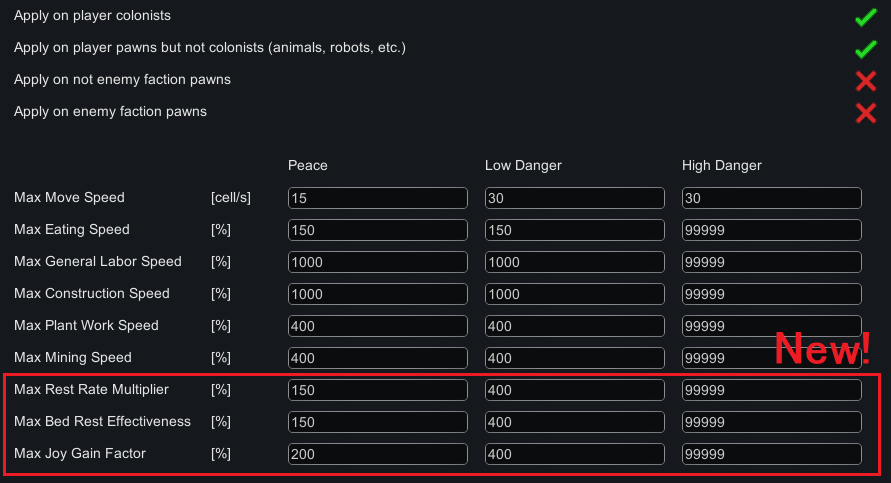 Apply on player colonists
Apply on player pawns but not colonists (animals, robots, etc.)
Apply on not enemy faction pawns
Apply on enemy faction pawns
Peace Low Danger High Danger
Max Move Speed [cell/s] 15 30 30
Max Eating Speed [%] 150 150 99999
Max General Labor Speed [%] 1000 1000 99999
Max Construction Speed [%] 1000 1000 99999
Max Plant Work Speed [%] 400 400 99999
New!
Max Mining Speed [%] 400 400 99999
Max Rest Rate Multiplier [%] 150 400 99999
Max Bed Rest Effectiveness [%] 150 400 99999
Max Joy Gain Factor [%] 200 400 99999